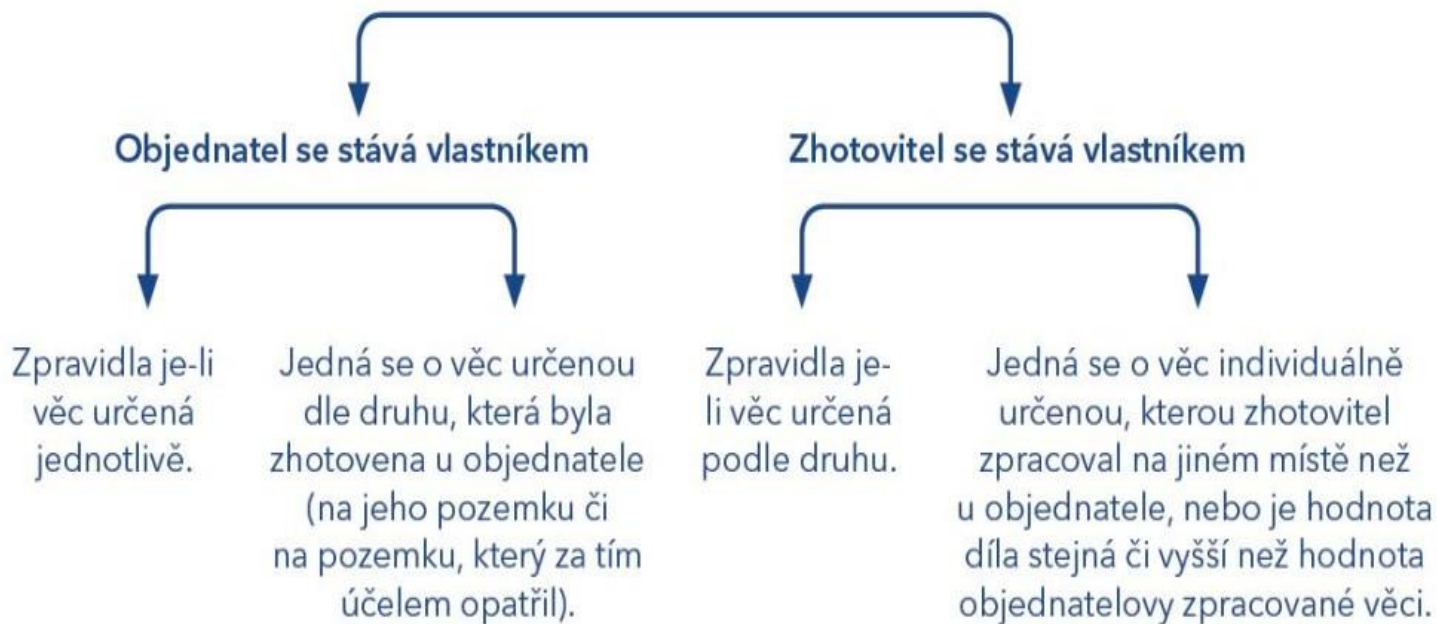 Objednatel se stává vlastníkem
Zhotovitel se stává vlastníkem
Zpravidla je-li
věc určená
jednotlivě.
Jedná se o věc určenou
dle druhu, která byla
zhotovena u objednatele
(na jeho pozemku či
na pozemku, který za tím
účelem opatřil).
Zpravidla je-
li věc určená
podle druhu.
Jedná se o věc individuálně
určenou, kterou zhotovitel
zpracoval na jiném místě než
u objednatele, nebo je hodnota
díla stejná či vyšší než hodnota
objednatelovy zpracované věci.